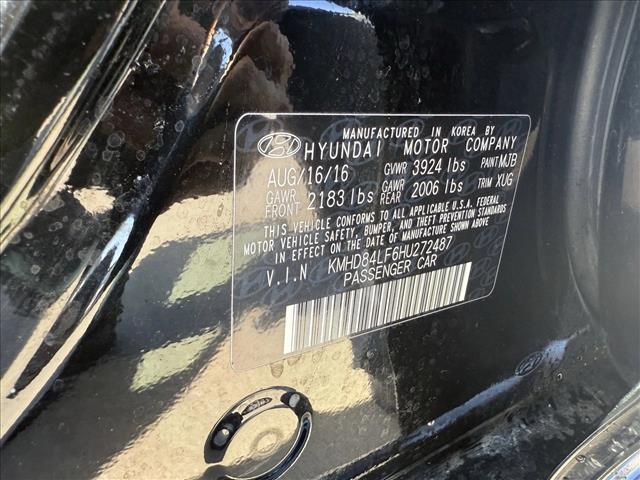 MANUFACTURED IN KOREA BY
HYUNDAI MOTOR COMPANY
AUG/16/16 GVWR 3924 lbs PAINT MJB
GAWR FRONT 2183 lbs GAWR REAR 2006 lbs TRIM XUG
THIS VEHICLE CONFORMS TO ALL APPLICABLE U.S.A. FEDERAL
MOTOR VEHICLE SAFETY, BUMPER, AND THEFT PREVENTION STANDARDS
IN EFFECT ON THE DATE OF MANUFACTURE SHOWN ABOVE.
V.I.N KMHD84LF6HU272487
PASSENGER CAR